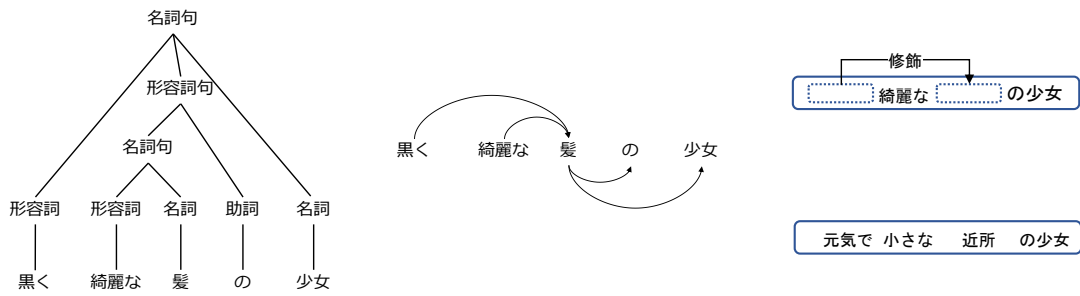 名詞句
形容詞句
名詞句
形容詞 形容詞 名詞 助詞 名詞
黒く 綺麗な 髪 の 少女
黒く 綺麗な 髪 の 少女
修飾
綺麗な の少女
元気で 小さな 近所 の少女